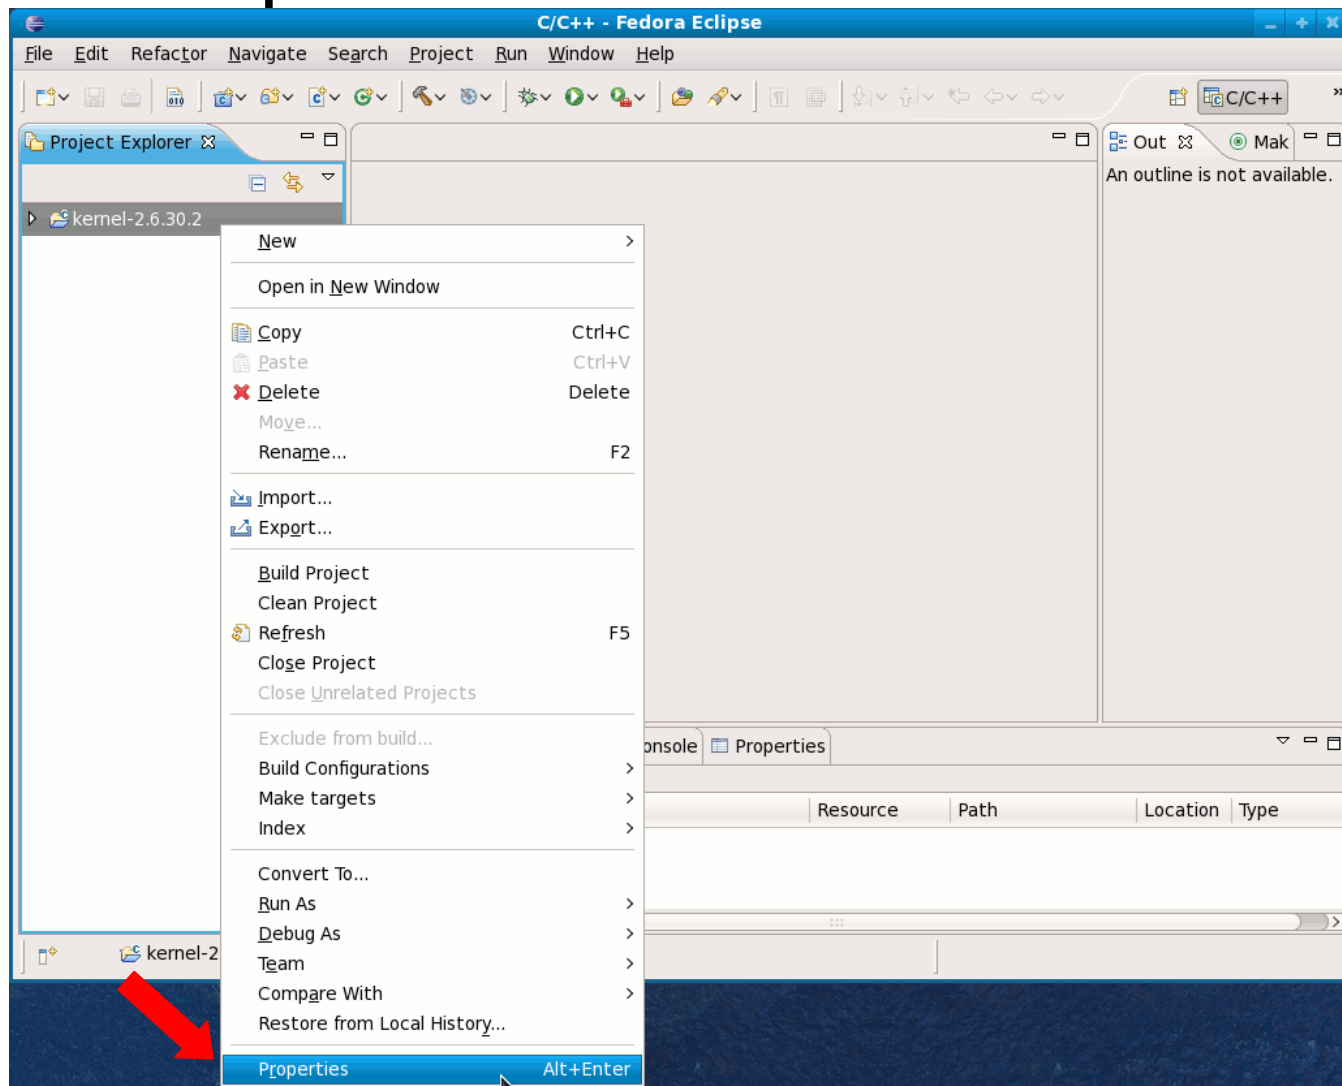 C/C++ - Fedora Eclipse
File Edit Refactor Navigate Search Project Run Window Help
C/C++
Project Explorer
Out Mak
An outline is not available.
kernel-2.6.30.2
New
Open in New Window
Copy Ctrl+C
Paste Ctrl+V
Delete Delete
Move...
Rename... F2
Import...
Export...
Build Project
Clean Project
Refresh F5
Close Project
Close Unrelated Projects
Exclude from build...
onsole Properties
Build Configurations
Make targets
Resource Path Location Type
Index
Convert To...
Run As
Debug As
kernel-2
Team
Compare With
Restore from Local History...
Properties Alt+Enter